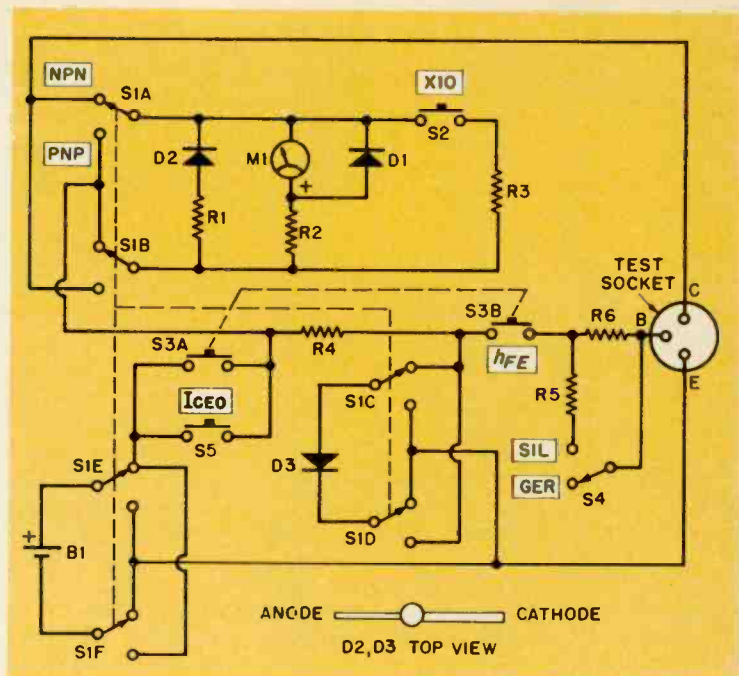 NPN
S1A
X10
S2
PNP
D2
M1
+
D1
R1
R2
R3
S1B
TEST
SOCKET
C
S3A
S3B
R4
R6
B
E
hFE
R5
ICEO
S5
S1C
D3
SIL
GER
S4
S1E
+
B1
S1D
S1F
ANODE
CATHODE
D2,D3 TOP VIEW